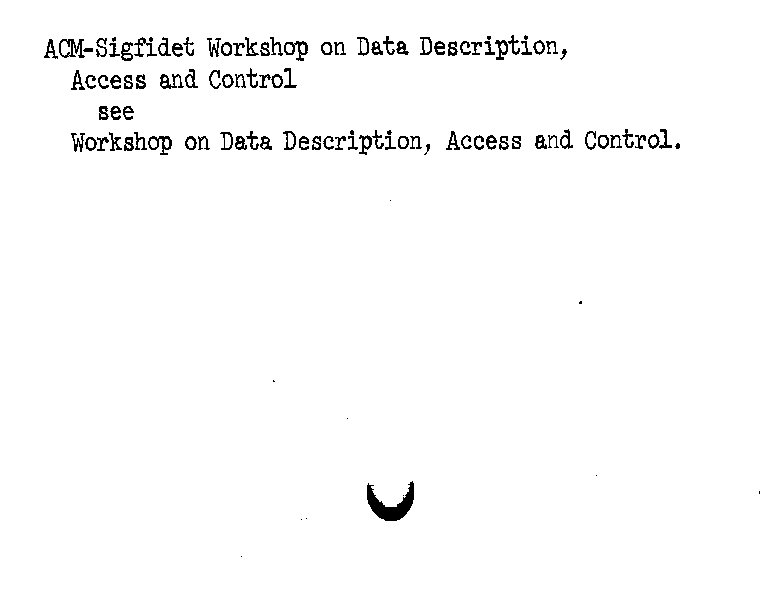 ACM-Sigfidet Workshop on Data Description,
Access and Control
see
Workshop on Data Description, Access and Control.